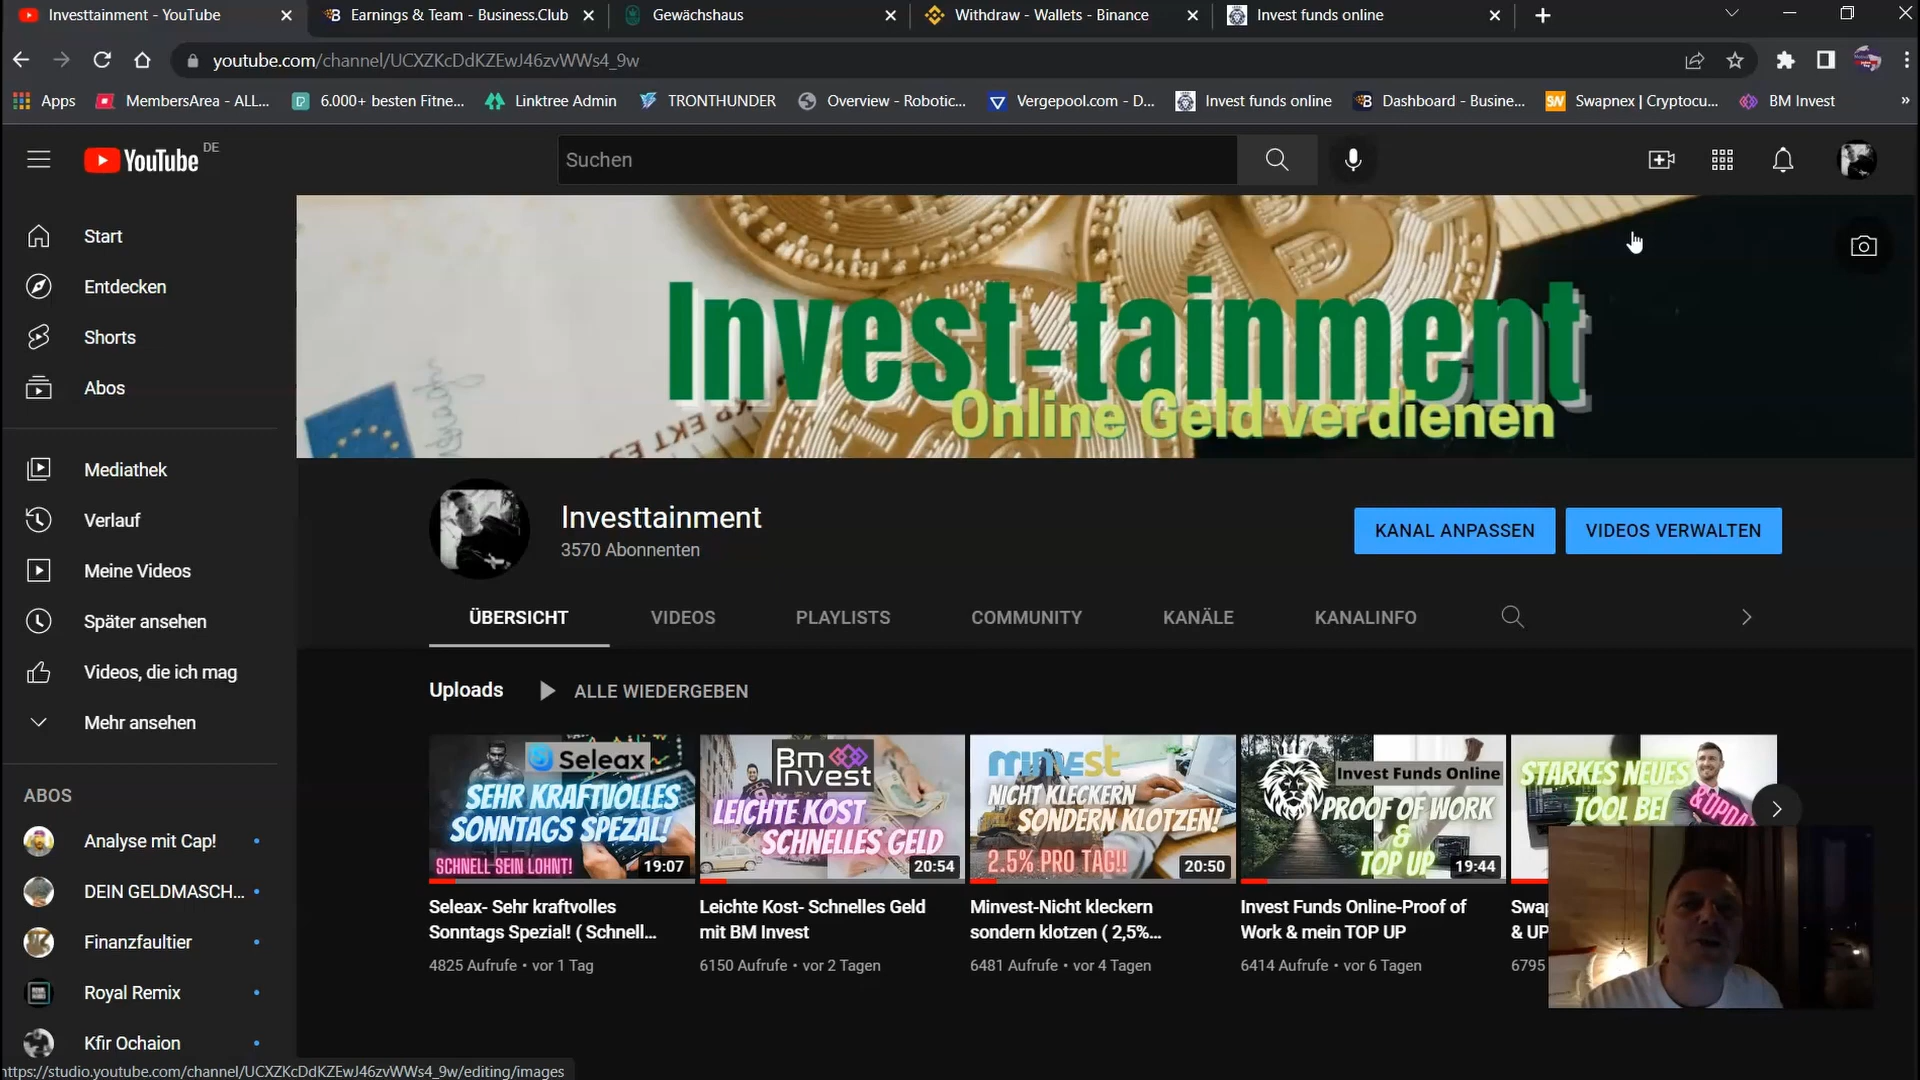 Investtainment - YouTube
Earnings & Team - Business.Club
Gewächshaus
Withdraw - Wallets - Binance
Invest funds online
youtube.com/channel/UCXZKcDdKZEwJ46zvWWs4_9w
Apps
MembersArea - ALL...
6.000+ besten Fitne...
Linktree Admin
TRONTHUNDER
Overview - Robotic...
Vergepool.com - D...
Invest funds online
Dashboard - Busine...
Swapnex | Cryptocu...
BM Invest
»
YouTube DE
Suchen
Start
Entdecken
Shorts
Abos
Mediathek
Verlauf
Meine Videos
Später ansehen
Videos, die ich mag
Mehr ansehen
ABOS
Analyse mit Cap!
DEIN GELDMASCH...
Finanzfaultier
Royal Remix
Kfir Ochaion
Invest-tainment
Online Geld verdienen
Investtainment
3570 Abonnenten
KANAL ANPASSEN
VIDEOS VERWALTEN
ÜBERSICHT
VIDEOS
PLAYLISTS
COMMUNITY
KANÄLE
KANALINFO
Uploads
ALLE WIEDERGEBEN
Seleax
SEHR KRAFTVOLLES
SONNTAGS SPEZAL!
SCHNELL SEIN LOHNT!
19:07
Seleax- Sehr kraftvolles
Sonntags Spezial! ( Schnell...
4825 Aufrufe • vor 1 Tag
Bm
Invest
LEICHTE KOST
SCHNELLES GELD
20:54
Leichte Kost- Schnelles Geld
mit BM Invest
6150 Aufrufe • vor 2 Tagen
minvest
NICHT KLECKERN
SONDERN KLOTZEN!
2.5% PRO TAG!!
20:50
Minvest-Nicht kleckern
sondern klotzen ( 2,5%...
6481 Aufrufe • vor 4 Tagen
Invest Funds Online
PROOF OF WORK
&
TOP UP
19:44
Invest Funds Online-Proof of
Work & mein TOP UP
6414 Aufrufe • vor 6 Tagen
STARKES NEUES
TOOL BEI
Swap
& UP
6795
https://studio.youtube.com/channel/UCXZKcDdKZEwJ46zvWWs4_9w/editing/images